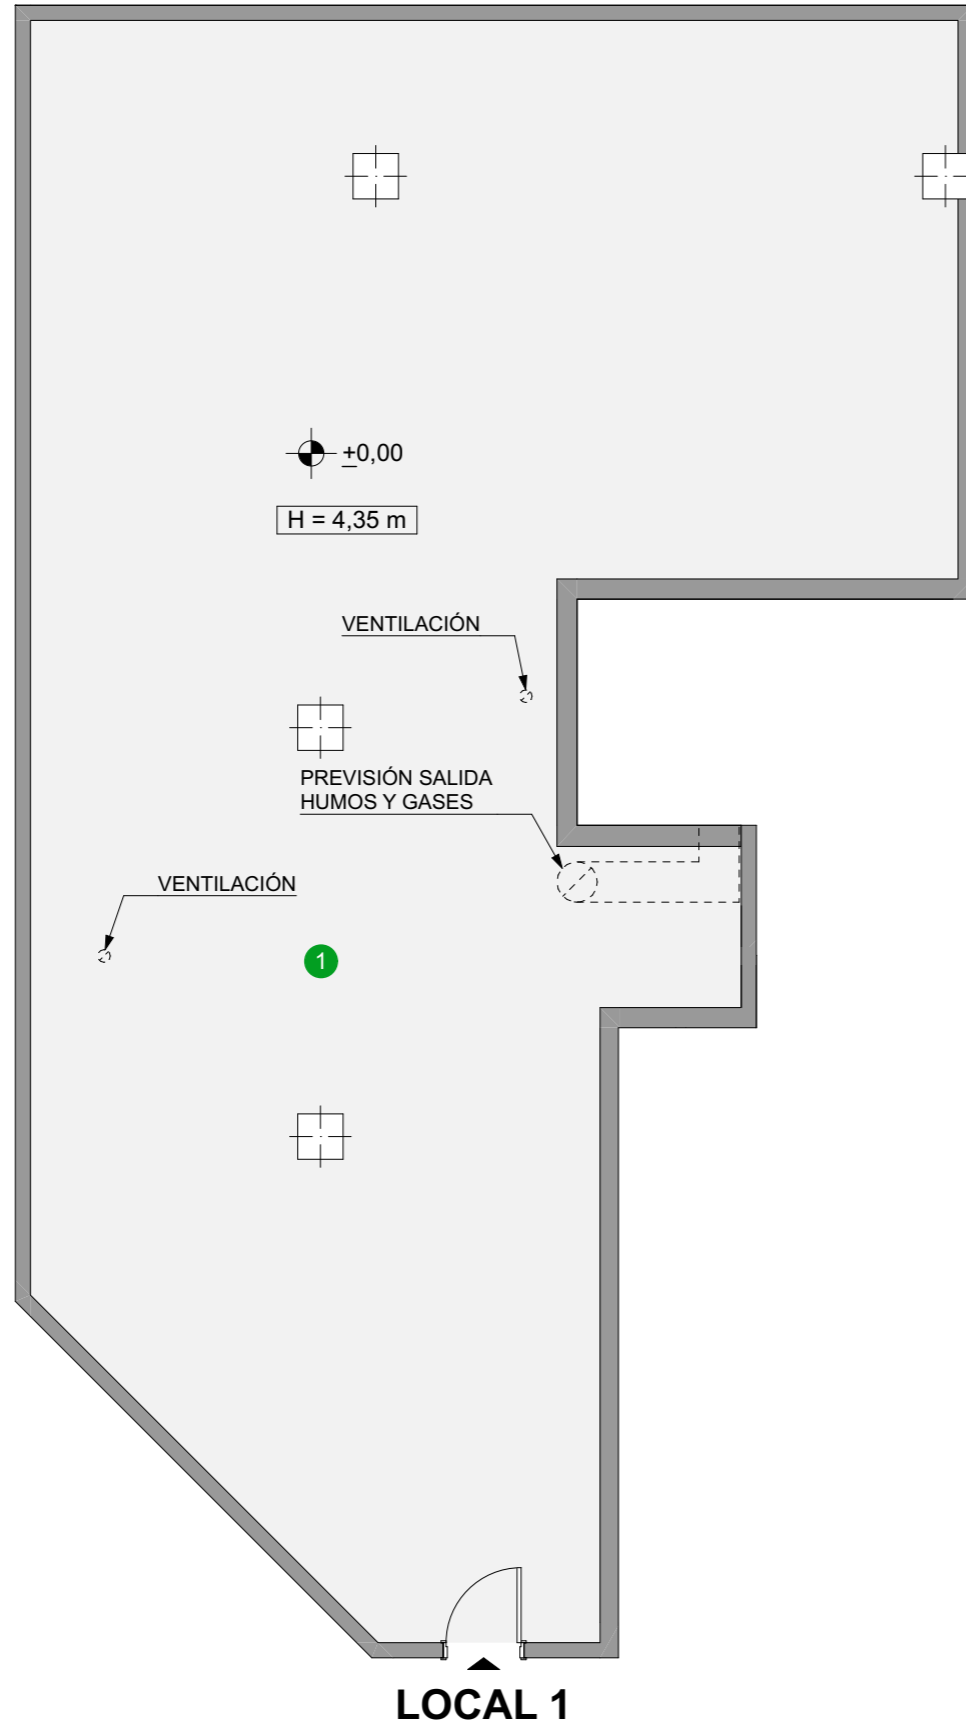 ±0,00
H = 4,35 m
VENTILACIÓN
PREVISIÓN SALIDA
HUMOS Y GASES
VENTILACIÓN
1
LOCAL 1